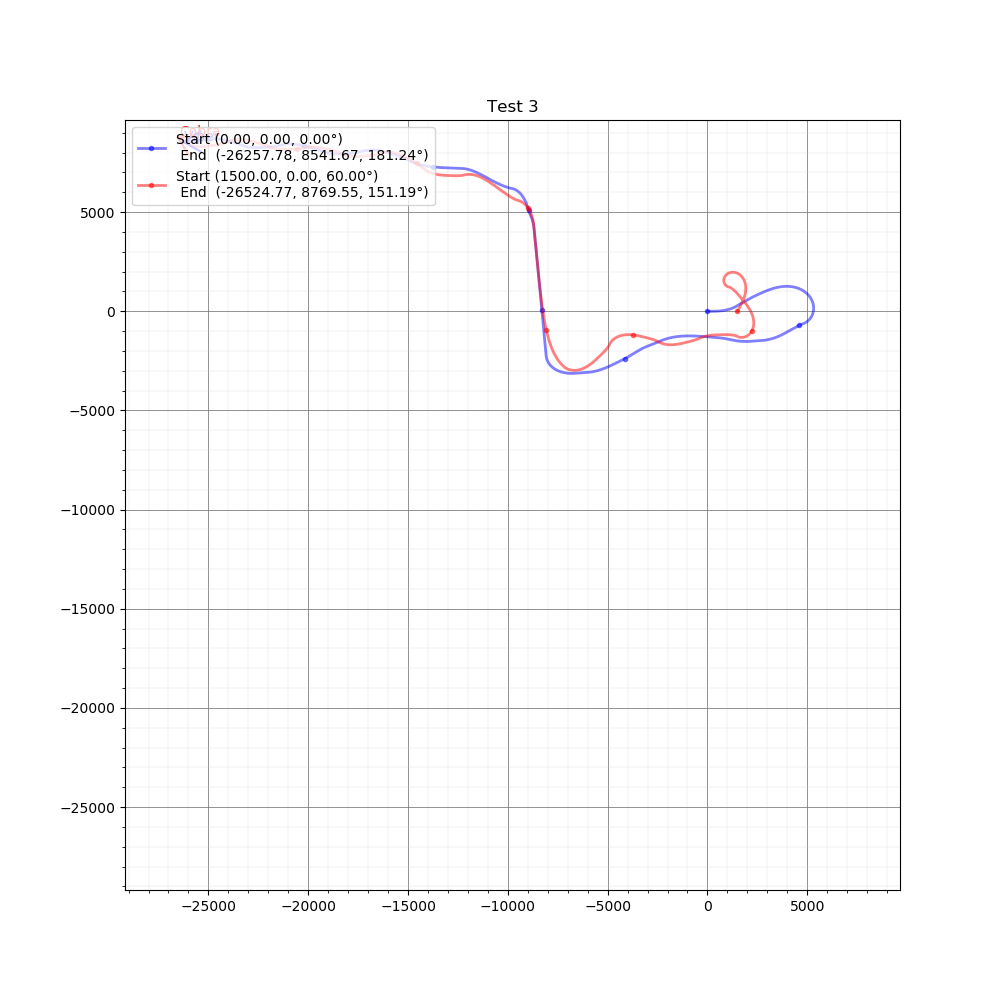 Test 3
Start (0.00, 0.00, 0.00°)
End (-26257.78, 8541.67, 181.24°)
Start (1500.00, 0.00, 60.00°)
End (-26524.77, 8769.55, 151.19°)
5000
0
−5000
−10000
−15000
−20000
−25000
−25000 −20000 −15000 −10000 −5000 0 5000